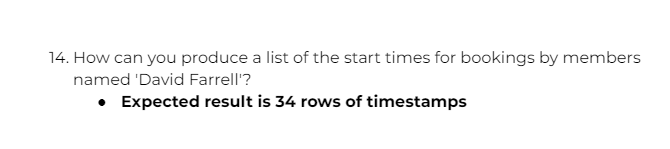 14. How can you produce a list of the start times for bookings by members
named 'David Farrell'?
• Expected result is 34 rows of timestamps